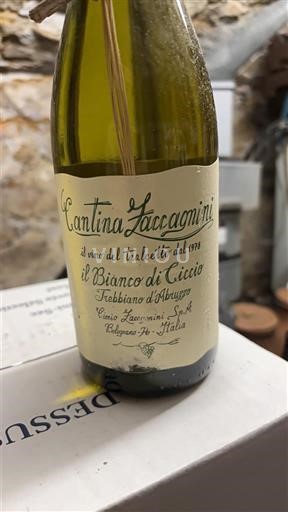 Cantina Zaccagnini
il vino del tralcetto dal 1978
il Bianco di Ciccio
Trebbiano d'Abruzzo
Ciccio Zaccagnini S.p.A.
Bolognano - Pe - Italia
VINYOU
DESSUS